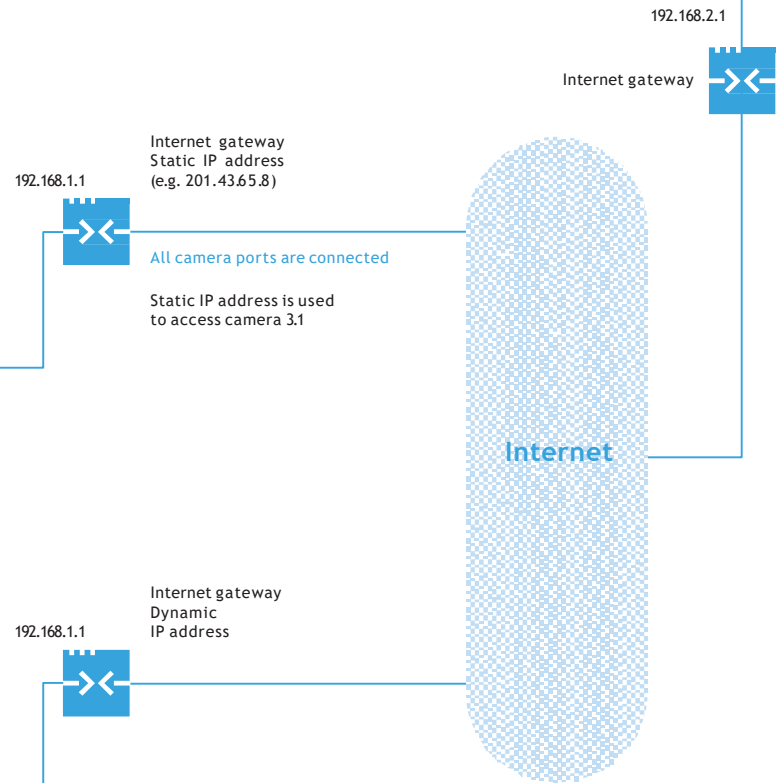 192.168.2.1
Internet gateway
Internet gateway
Static IP address
(e.g. 201.43.65.8)
192.168.1.1
All camera ports are connected
Static IP address is used
to access camera 3.1
Internet
Internet gateway
Dynamic
IP address
192.168.1.1